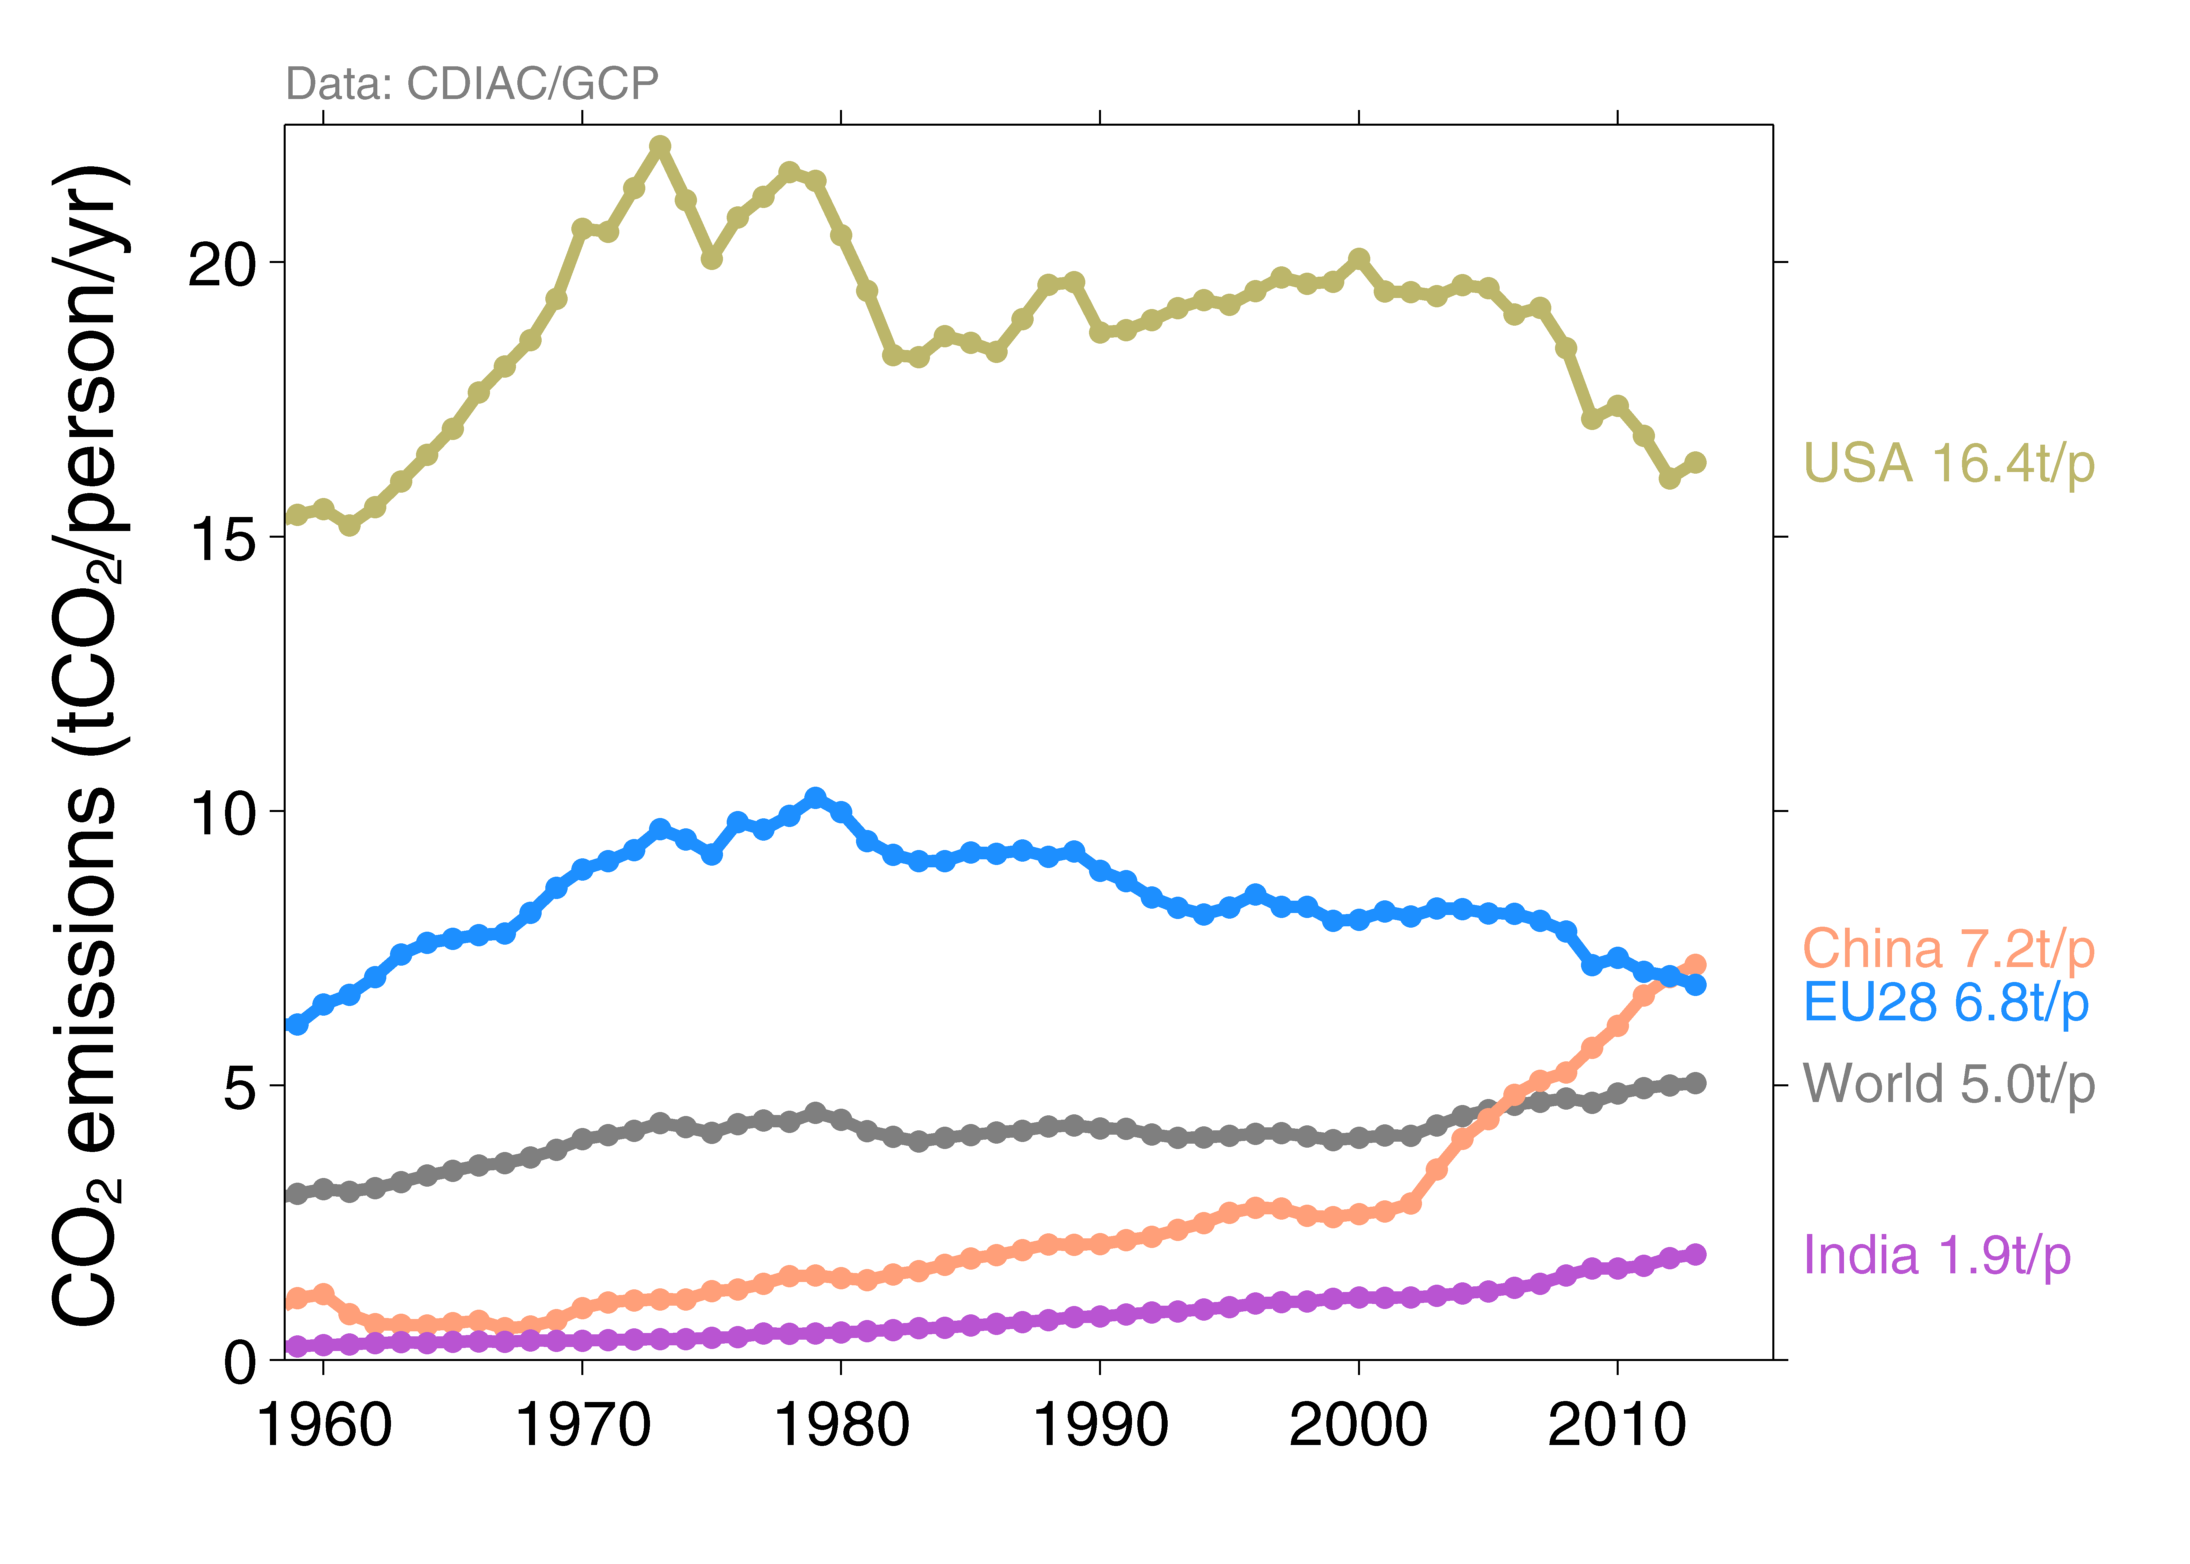 Data: CDIAC/GCP
CO₂ emissions (tCO₂/person/yr)
20
15
10
5
0
1960 1970 1980 1990 2000 2010
USA 16.4t/p
China 7.2t/p
EU28 6.8t/p
World 5.0t/p
India 1.9t/p